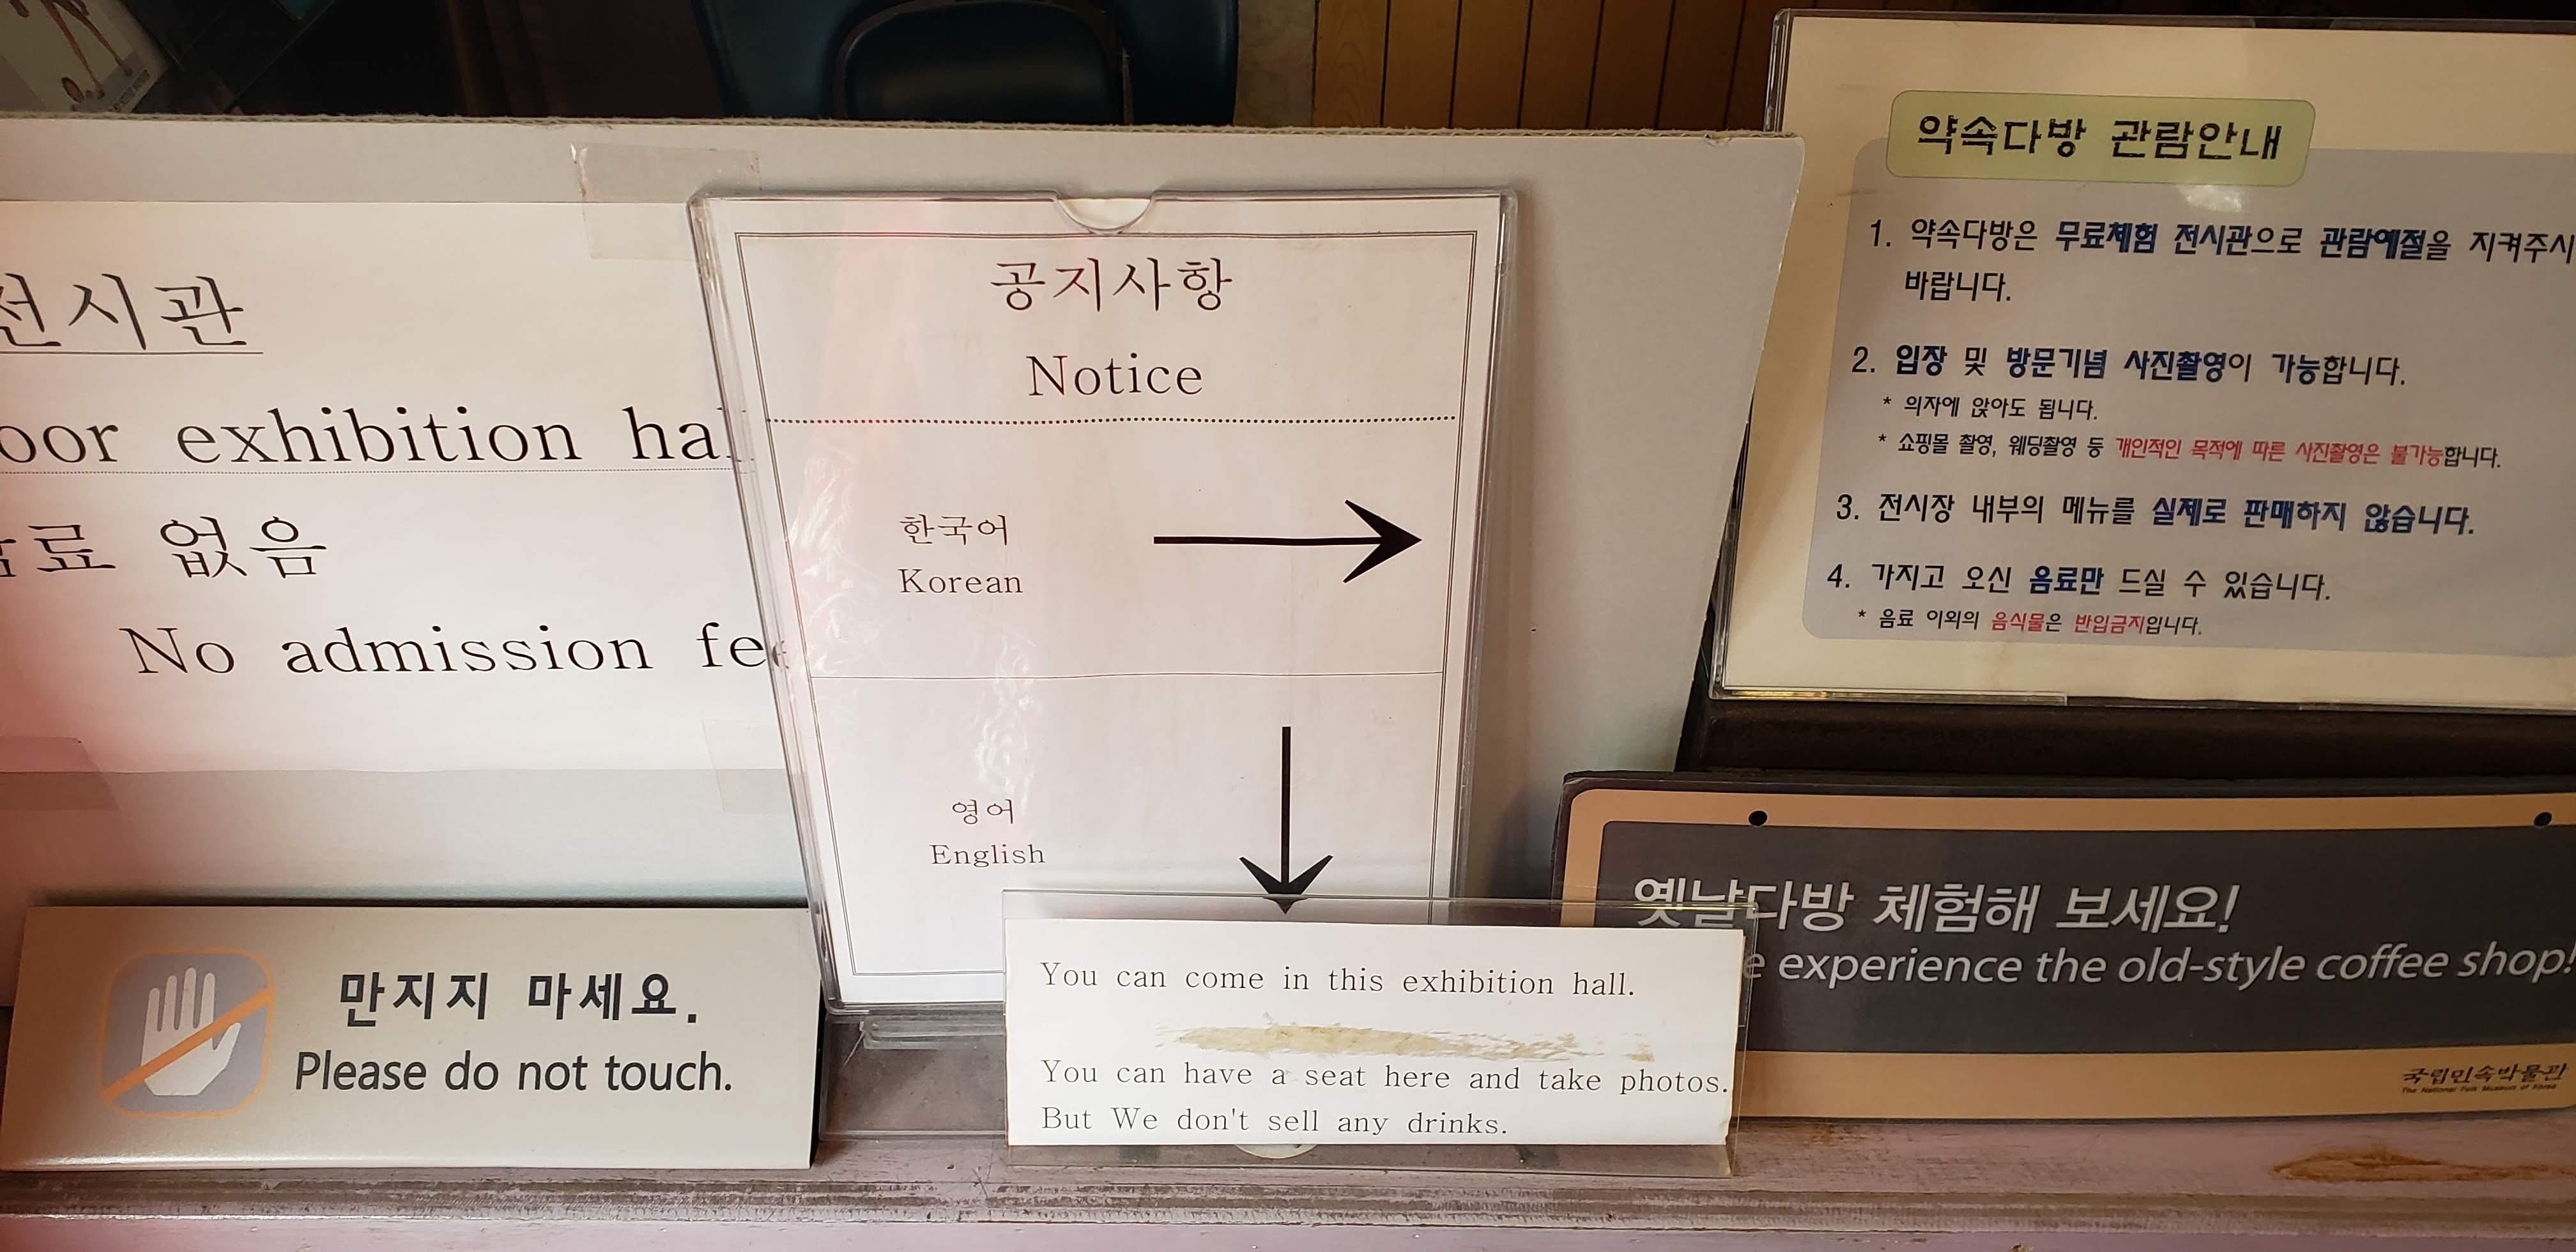 전시관
exhibition
없음
No admission
공지사항
Notice
한국어
Korean
영어
English
만지지 마세요.
Please do not touch.
You can come in this exhibition hall.
You can have a seat here and take photos.
But We don't sell any drinks.
약속다방 관람안내
1. 약속다방은 무료체험 전시관으로 관람예절을 지켜주시
바랍니다.
2. 입장 및 방문기념 사진촬영이 가능합니다.
* 의자에 앉아도 됩니다.
* 쇼핑몰 촬영, 웨딩촬영 등 개인적인 목적에 따른 사진촬영은 불가능합니다.
3. 전시장 내부의 메뉴를 실제로 판매하지 않습니다.
4. 가지고 오신 음료만 드실 수 있습니다.
* 음료 이외의 음식물은 반입금지입니다.
옛날다방 체험해 보세요!
experience the old-style coffee shop!
국립민속박물관
The National Folk Museum of Korea